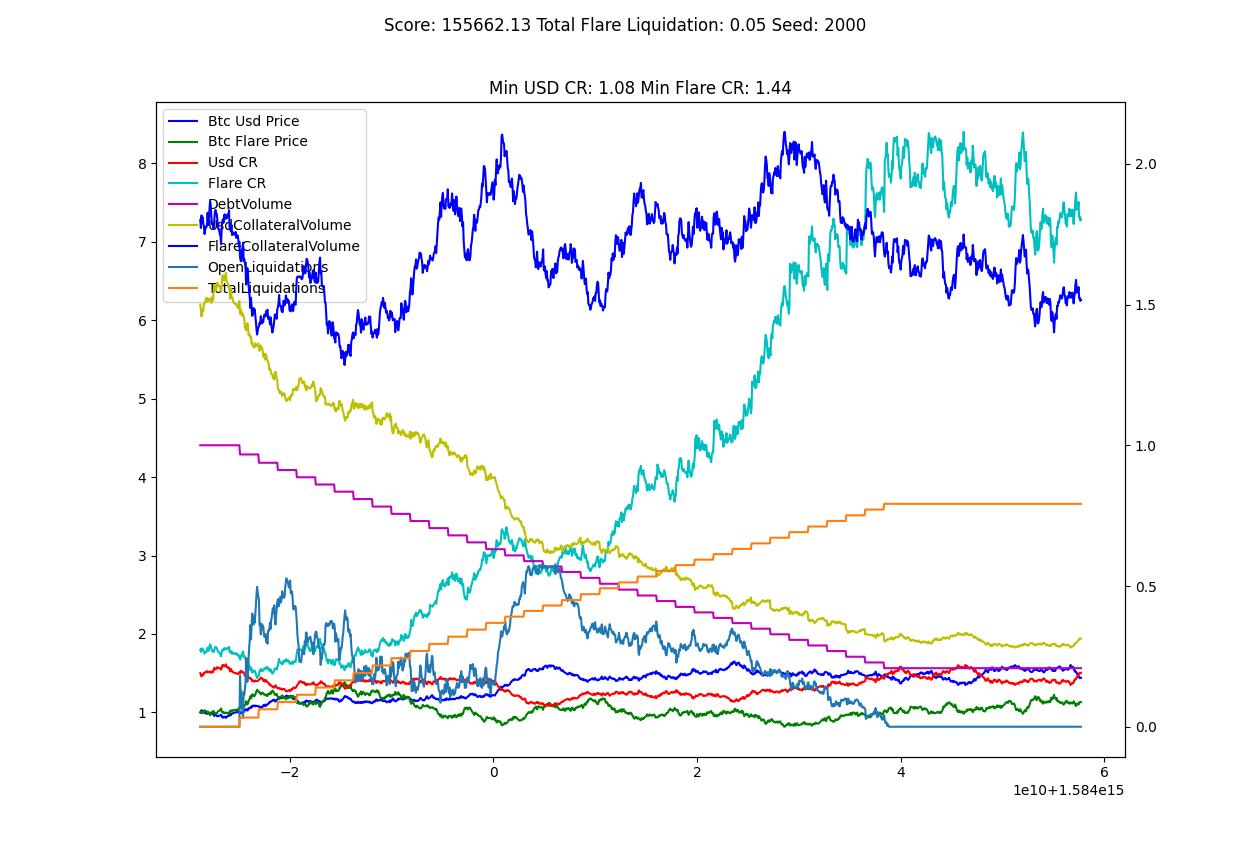 Score: 155662.13 Total Flare Liquidation: 0.05 Seed: 2000
Min USD CR: 1.08 Min Flare CR: 1.44
Btc Usd Price
Btc Flare Price
Usd CR
Flare CR
DebtVolume
UsdCollateralVolume
FlareCollateralVolume
OpenLiquidations
TotalLiquidations
8
7
6
5
4
3
2
1
2.0
1.5
1.0
0.5
0.0
−2
0
2
4
6
1e10+1.584e15